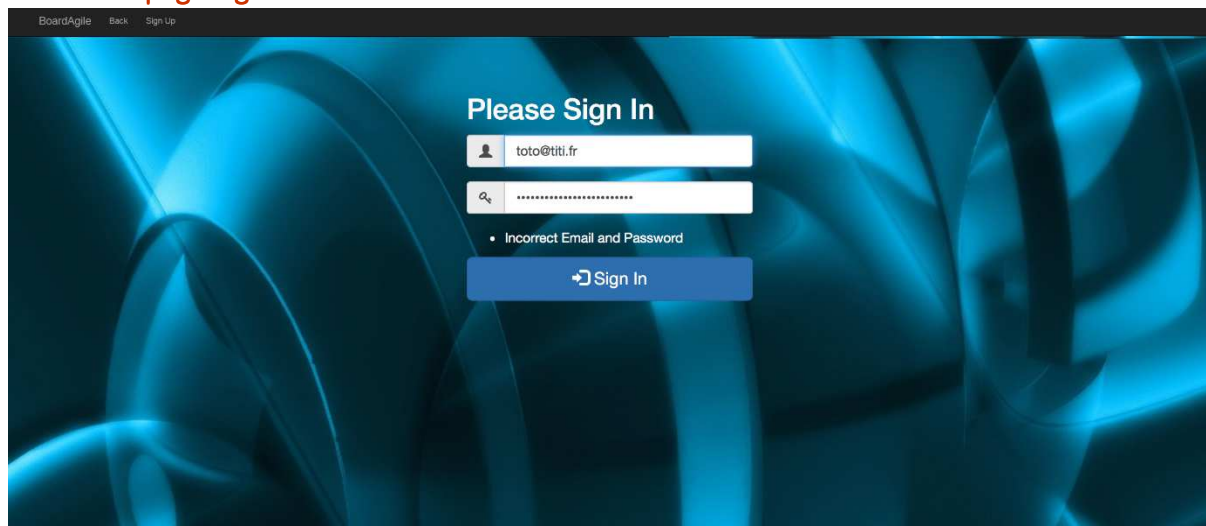 BoardAgile Back Sign Up
Please Sign In
toto@titi.fr
•••••••••••••••••••••••••
• Incorrect Email and Password
Sign In